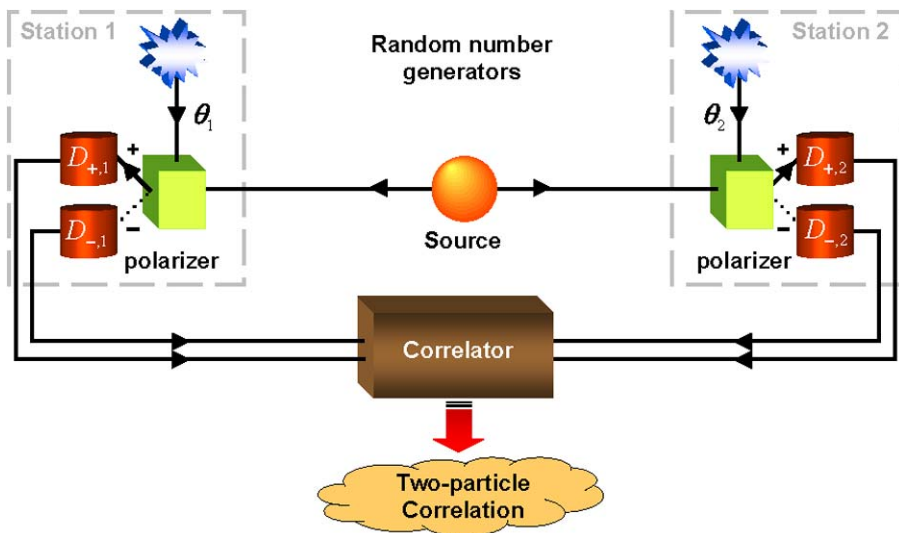 Station 1
Random number
generators
Station 2
θ₁
θ₂
D₊,₁
+
+
D₊,₂
D₋,₁
−
−
D₋,₂
polarizer
Source
polarizer
Correlator
Two-particle
Correlation